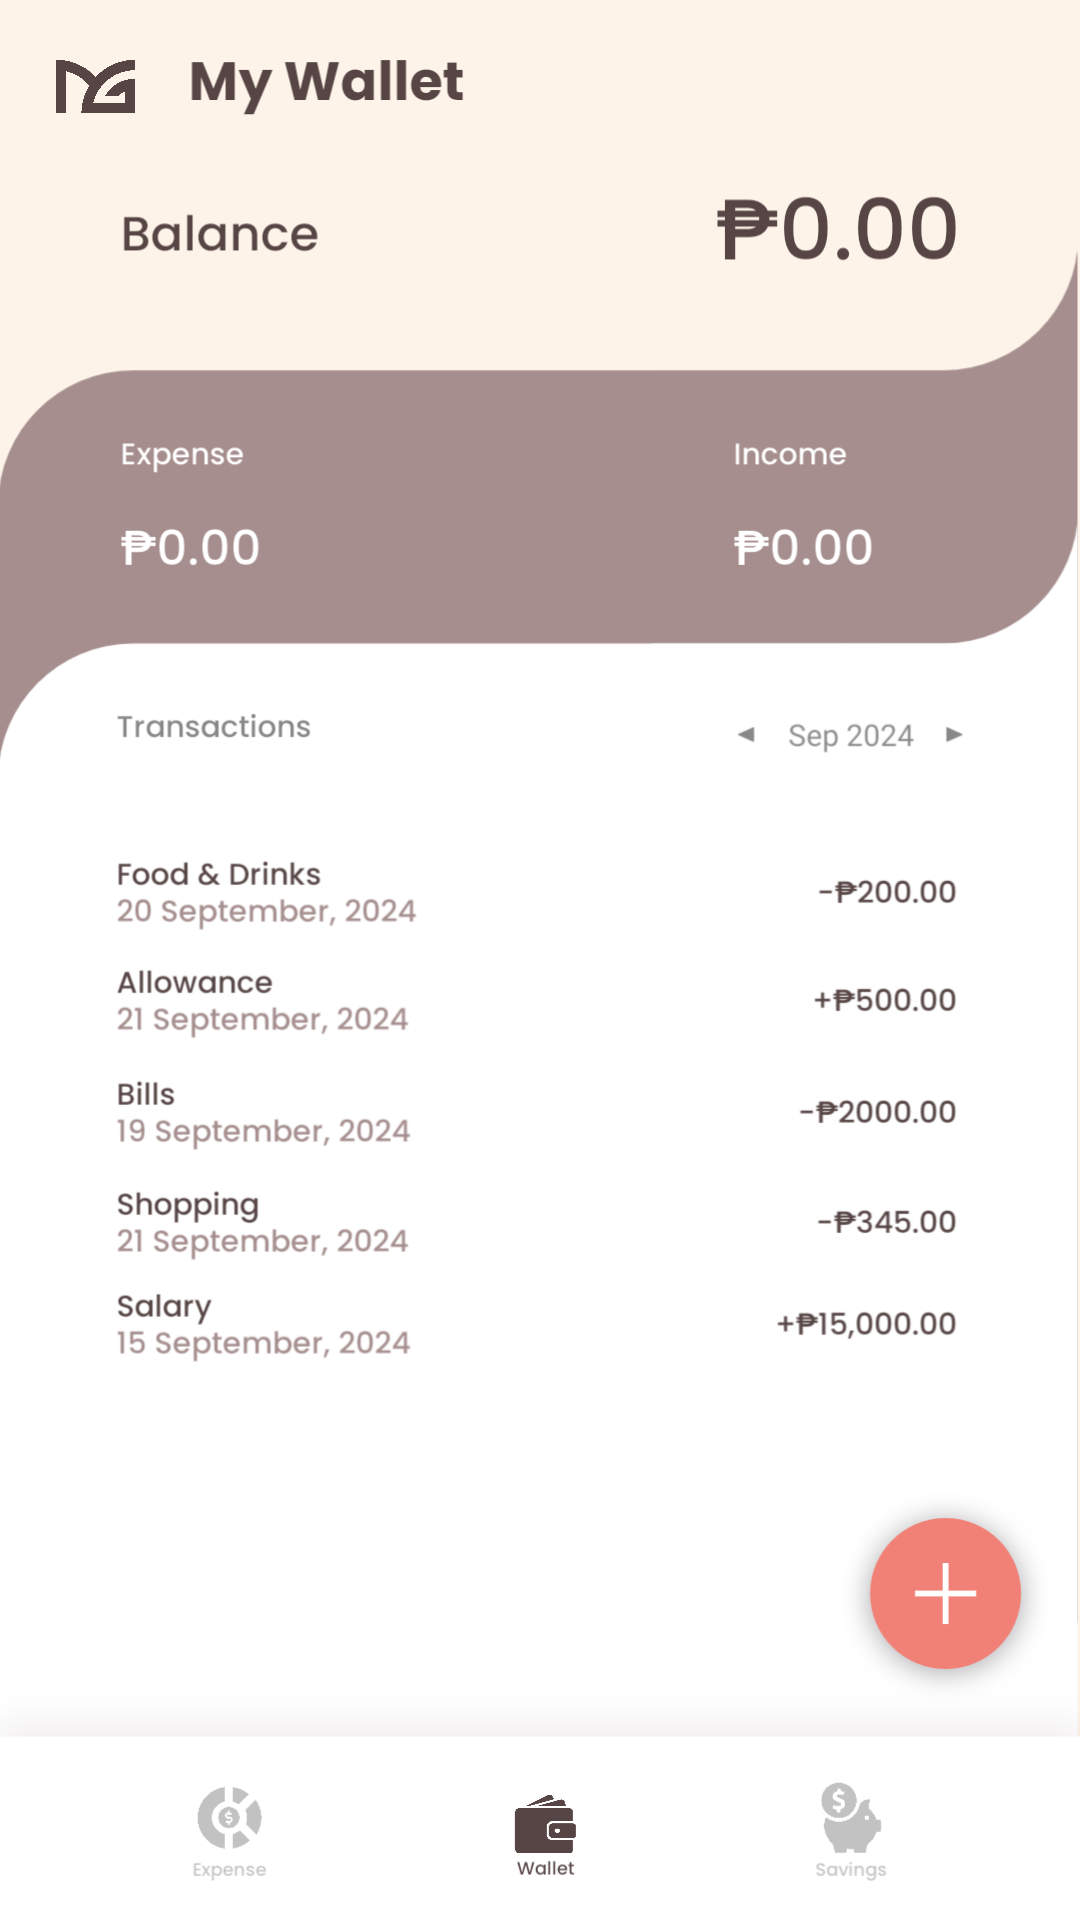 My Wallet
Balance ₱0.00
Expense Income
₱0.00 ₱0.00
Transactions ◀ Sep 2024 ▶
Food & Drinks
20 September, 2024
-₱200.00
Allowance
21 September, 2024
+₱500.00
Bills
19 September, 2024
-₱2000.00
Shopping
21 September, 2024
-₱345.00
Salary
15 September, 2024
+₱15,000.00
Expense Wallet Savings